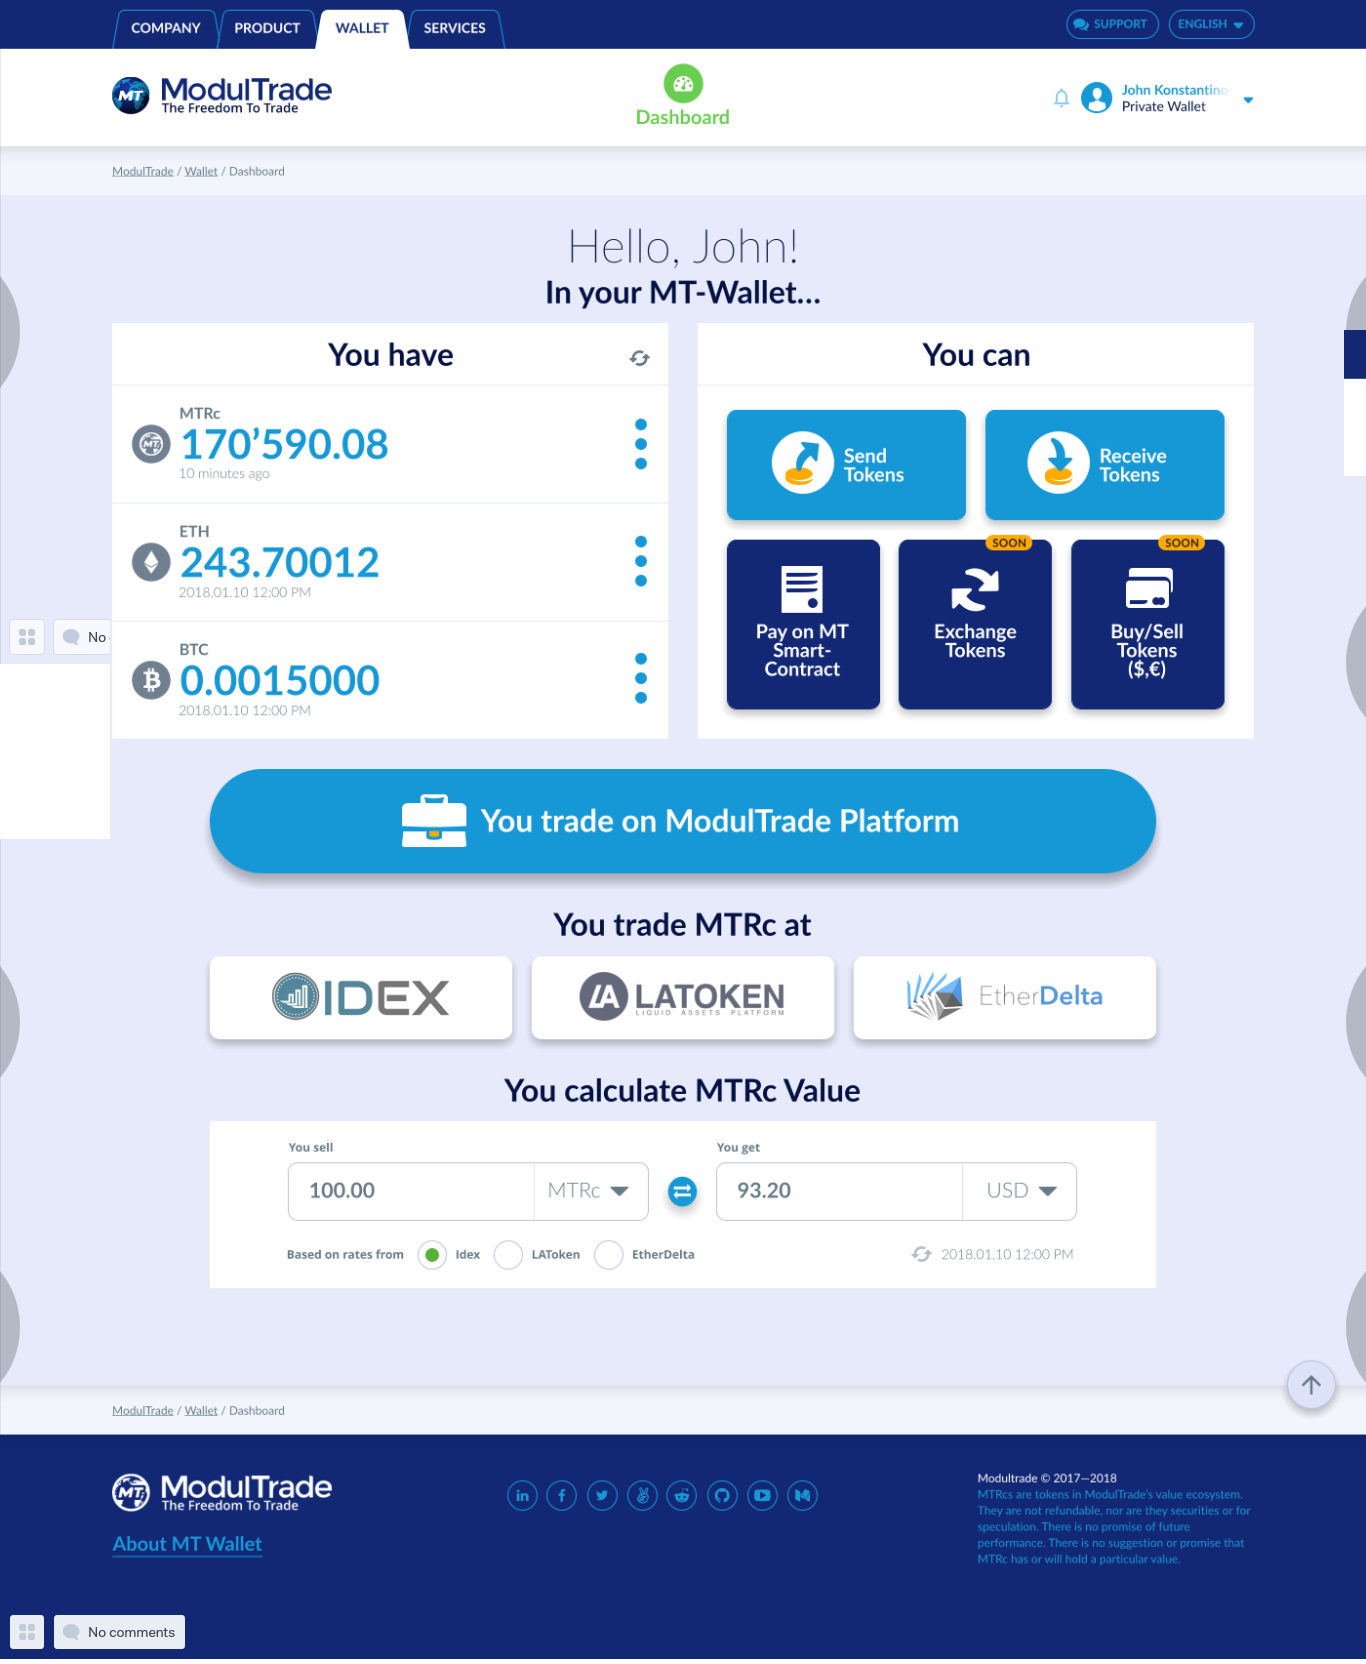 COMPANY PRODUCT WALLET SERVICES
SUPPORT ENGLISH
MT ModulTrade
The Freedom To Trade
Dashboard
John Konstantino
Private Wallet
ModulTrade / Wallet / Dashboard
Hello, John!
In your MT-Wallet...
You have
MTRc
MT
170’590.08
10 minutes ago
ETH
243.70012
2018.01.10 12:00 PM
BTC
0.0015000
2018.01.10 12:00 PM
You can
Send
Tokens
Receive
Tokens
Pay on MT
Smart-
Contract
SOON
Exchange
Tokens
SOON
Buy/Sell
Tokens
($,€)
No
You trade on ModulTrade Platform
You trade MTRc at
IDEX
LA LATOKEN
LIQUID ASSETS PLATFORM
EtherDelta
You calculate MTRc Value
You sell
100.00 MTRc
You get
93.20 USD
Based on rates from Idex LAToken EtherDelta
2018.01.10 12:00 PM
ModulTrade / Wallet / Dashboard
MT ModulTrade
The Freedom To Trade
About MT Wallet
Modultrade © 2017—2018
MTRcs are tokens in ModulTrade's value ecosystem.
They are not refundable, nor are they securities or for
speculation. There is no promise of future
performance. There is no suggestion or promise that
MTRc has or will hold a particular value.
No comments